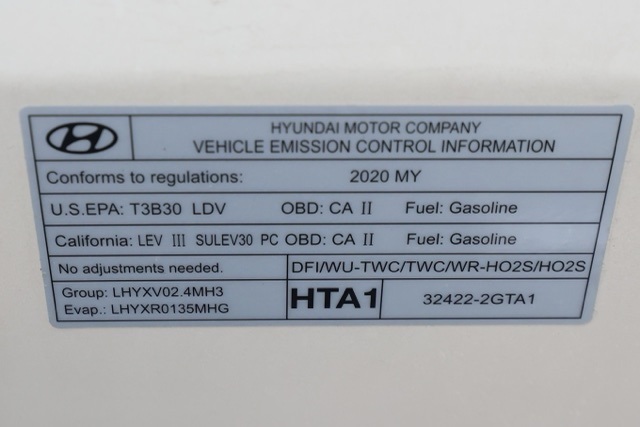 HYUNDAI MOTOR COMPANY
VEHICLE EMISSION CONTROL INFORMATION
Conforms to regulations: 2020 MY
U.S.EPA: T3B30 LDV OBD: CA II Fuel: Gasoline
California: LEV III SULEV30 PC OBD: CA II Fuel: Gasoline
No adjustments needed. DFI/WU-TWC/TWC/WR-HO2S/HO2S
Group: LHYXV02.4MH3
Evap.: LHYXR0135MHG
HTA1
32422-2GTA1